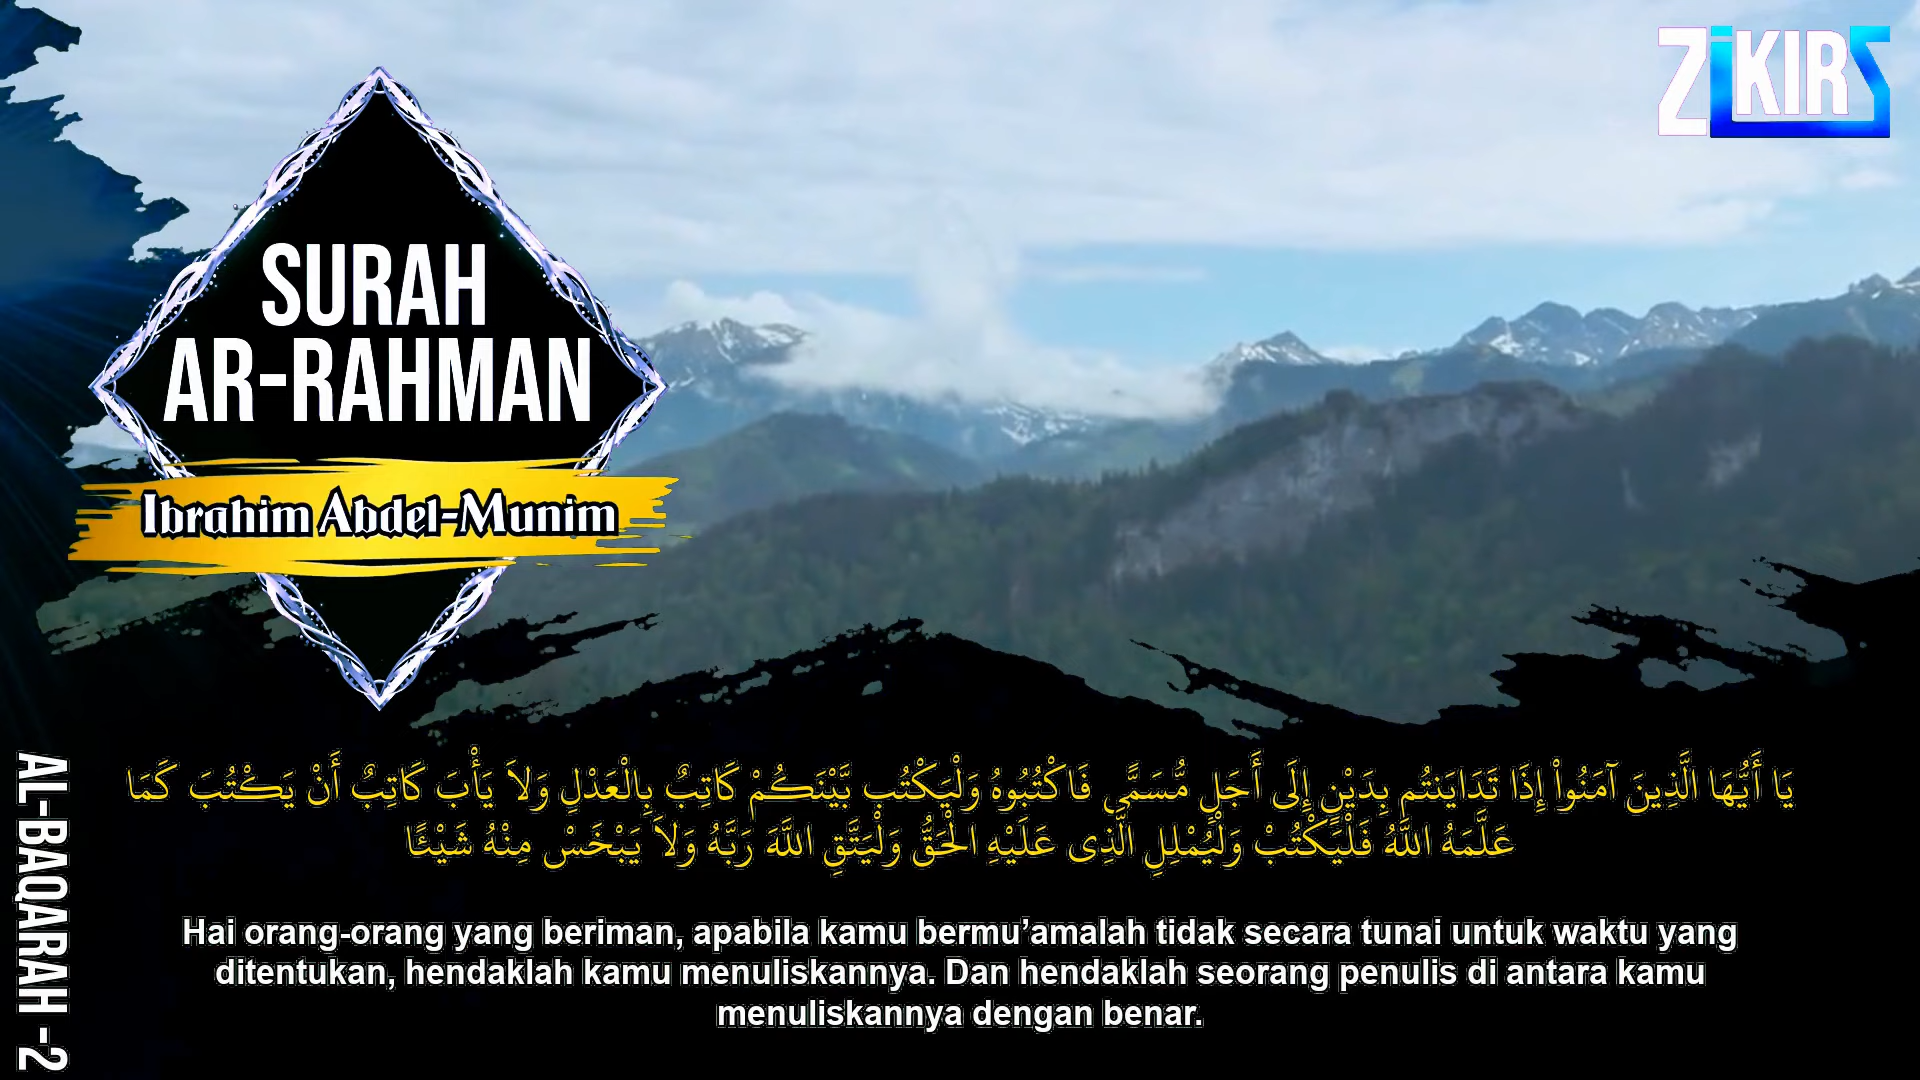 ZIKIRS
SURAH
AR-RAHMAN
Ibrahim Abdel-Munim
AL-BAQARAH -2
يَا أَيُّهَا الَّذِينَ آمَنُواْ إِذَا تَدَايَنتُم بِدَيْنٍ إِلَى أَجَلٍ مُّسَمًّى فَاكْتُبُوهُ وَلْيَكْتُب بَّيْنَكُمْ كَاتِبٌ بِالْعَدْلِ وَلاَ يَأْبَ كَاتِبٌ أَنْ يَكْتُبَ كَمَا
عَلَّمَهُ اللَّهُ فَلْيَكْتُبْ وَلْيُمْلِلِ الَّذِى عَلَيْهِ الْحَقُّ وَلْيَتَّقِ اللَّهَ رَبَّهُ وَلاَ يَبْخَسْ مِنْهُ شَيْئًا
Hai orang-orang yang beriman, apabila kamu bermu’amalah tidak secara tunai untuk waktu yang
ditentukan, hendaklah kamu menuliskannya. Dan hendaklah seorang penulis di antara kamu
menuliskannya dengan benar.